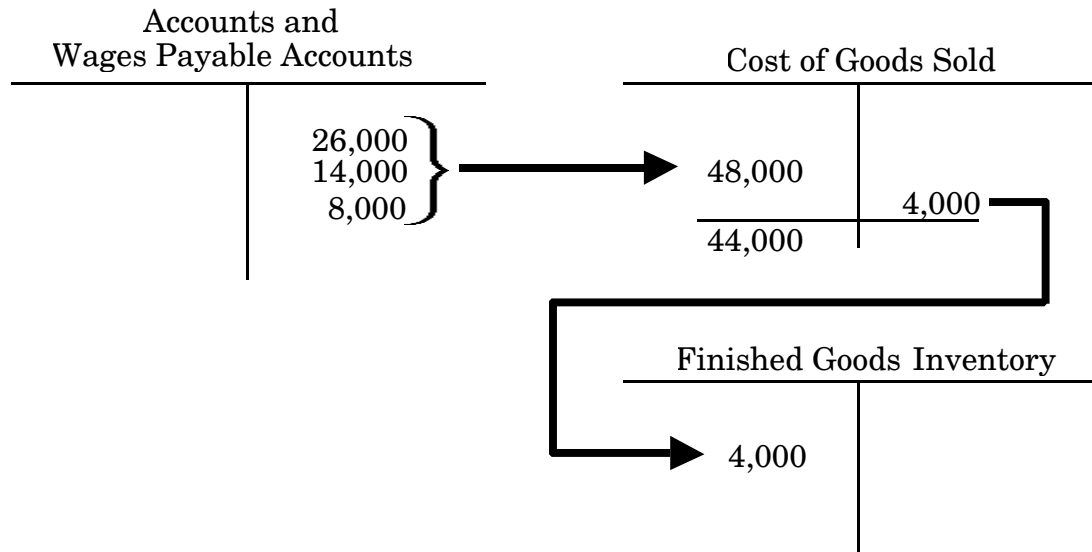 Accounts and
Wages Payable Accounts
26,000
14,000
8,000
Cost of Goods Sold
48,000
4,000
44,000
Finished Goods Inventory
4,000